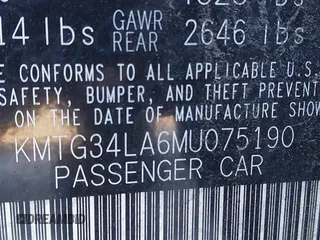 14 lbs GAWR REAR 2646 lbs
E CONFORMS TO ALL APPLICABLE U.S.
SAFETY, BUMPER, AND THEFT PREVENT
ON THE DATE OF MANUFACTURE SHOW
KMTG34LA6MU075190
PASSENGER CAR
DREAMBID